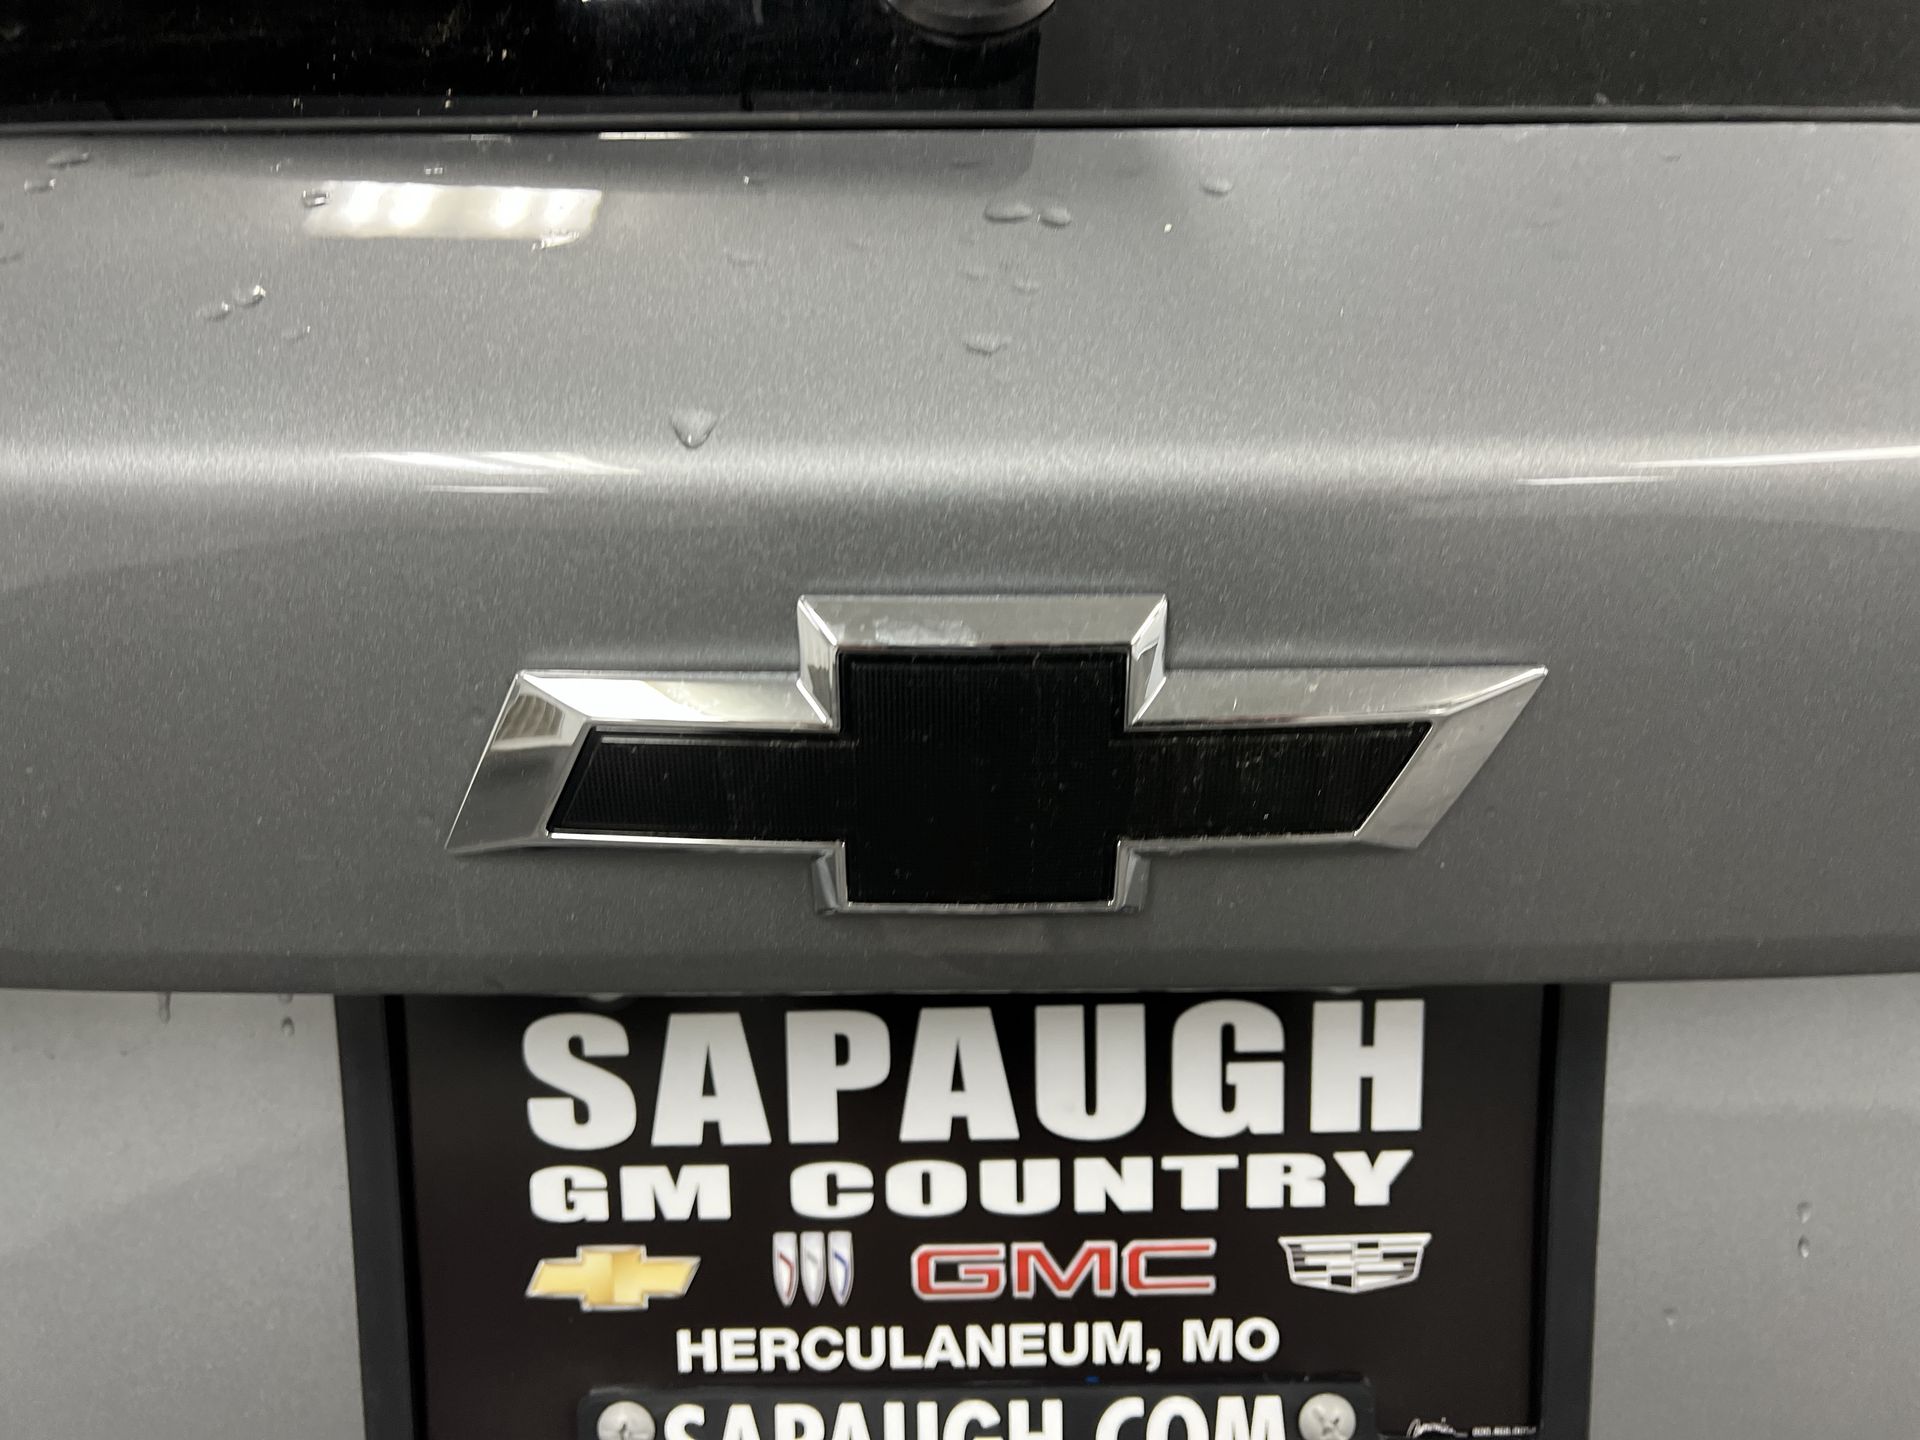 SAPAUGH
GM COUNTRY
GMC
HERCULANEUM, MO
SAPAUGH.COM